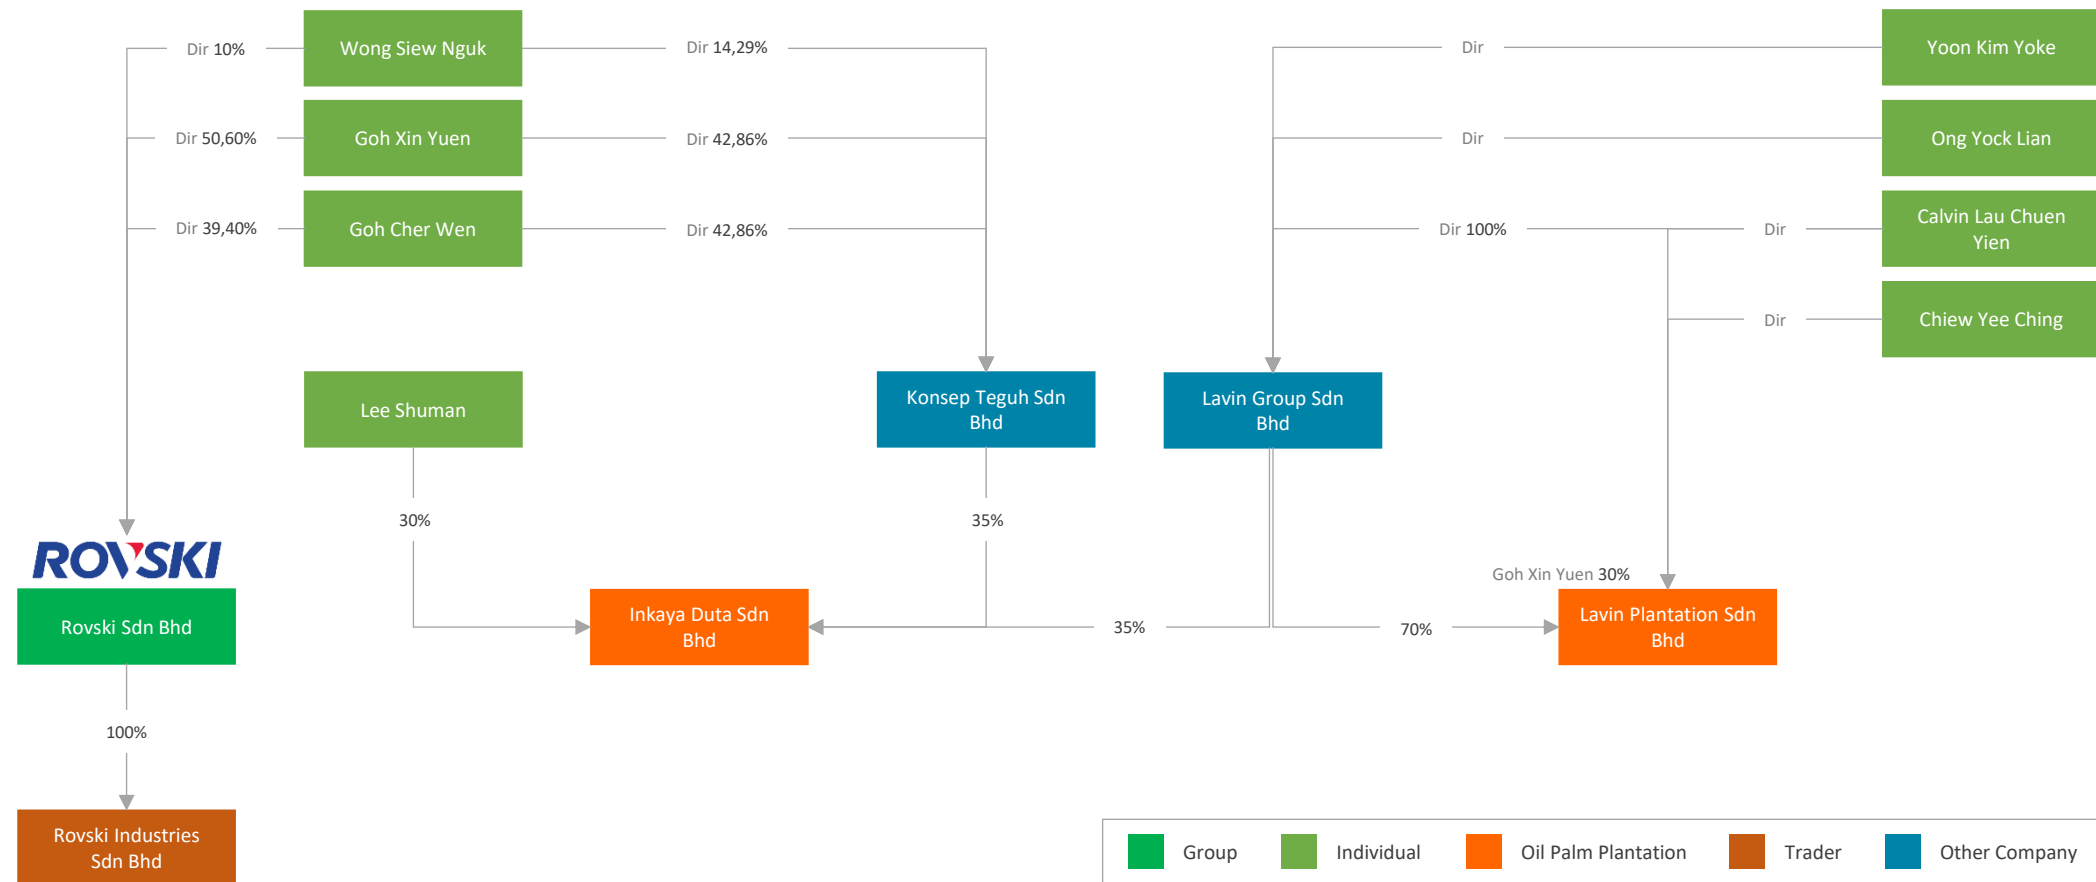 Dir 10%
Wong Siew Nguk
Dir 14,29%
Dir
Yoon Kim Yoke
Dir 50,60%
Goh Xin Yuen
Dir 42,86%
Dir
Ong Yock Lian
Dir 39,40%
Goh Cher Wen
Dir 42,86%
Dir 100%
Dir
Calvin Lau Chuen
Yien
Dir
Chiew Yee Ching
Lee Shuman
Konsep Teguh Sdn
Bhd
Lavin Group Sdn
Bhd
30%
35%
ROVSKI
Goh Xin Yuen 30%
Rovski Sdn Bhd
Inkaya Duta Sdn
Bhd
35%
70%
Lavin Plantation Sdn
Bhd
100%
Rovski Industries
Sdn Bhd
Group
Individual
Oil Palm Plantation
Trader
Other Company